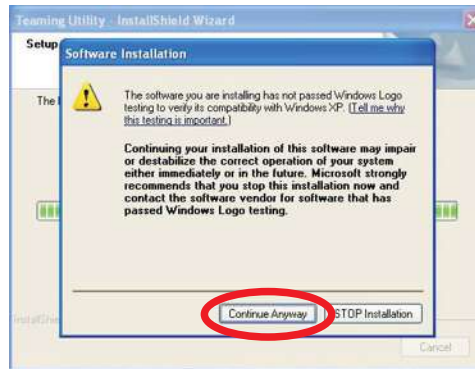 Teaming Utility - InstallShield Wizard
Setup
Software Installation
The software you are installing has not passed Windows Logo
testing to verify its compatibility with Windows XP. (Tell me why
this testing is important.)
Continuing your installation of this software may impair
or destabilize the correct operation of your system
either immediately or in the future. Microsoft strongly
recommends that you stop this installation now and
contact the software vendor for software that has
passed Windows Logo testing.
The
Continue Anyway
STOP Installation
InstallShie
Cancel